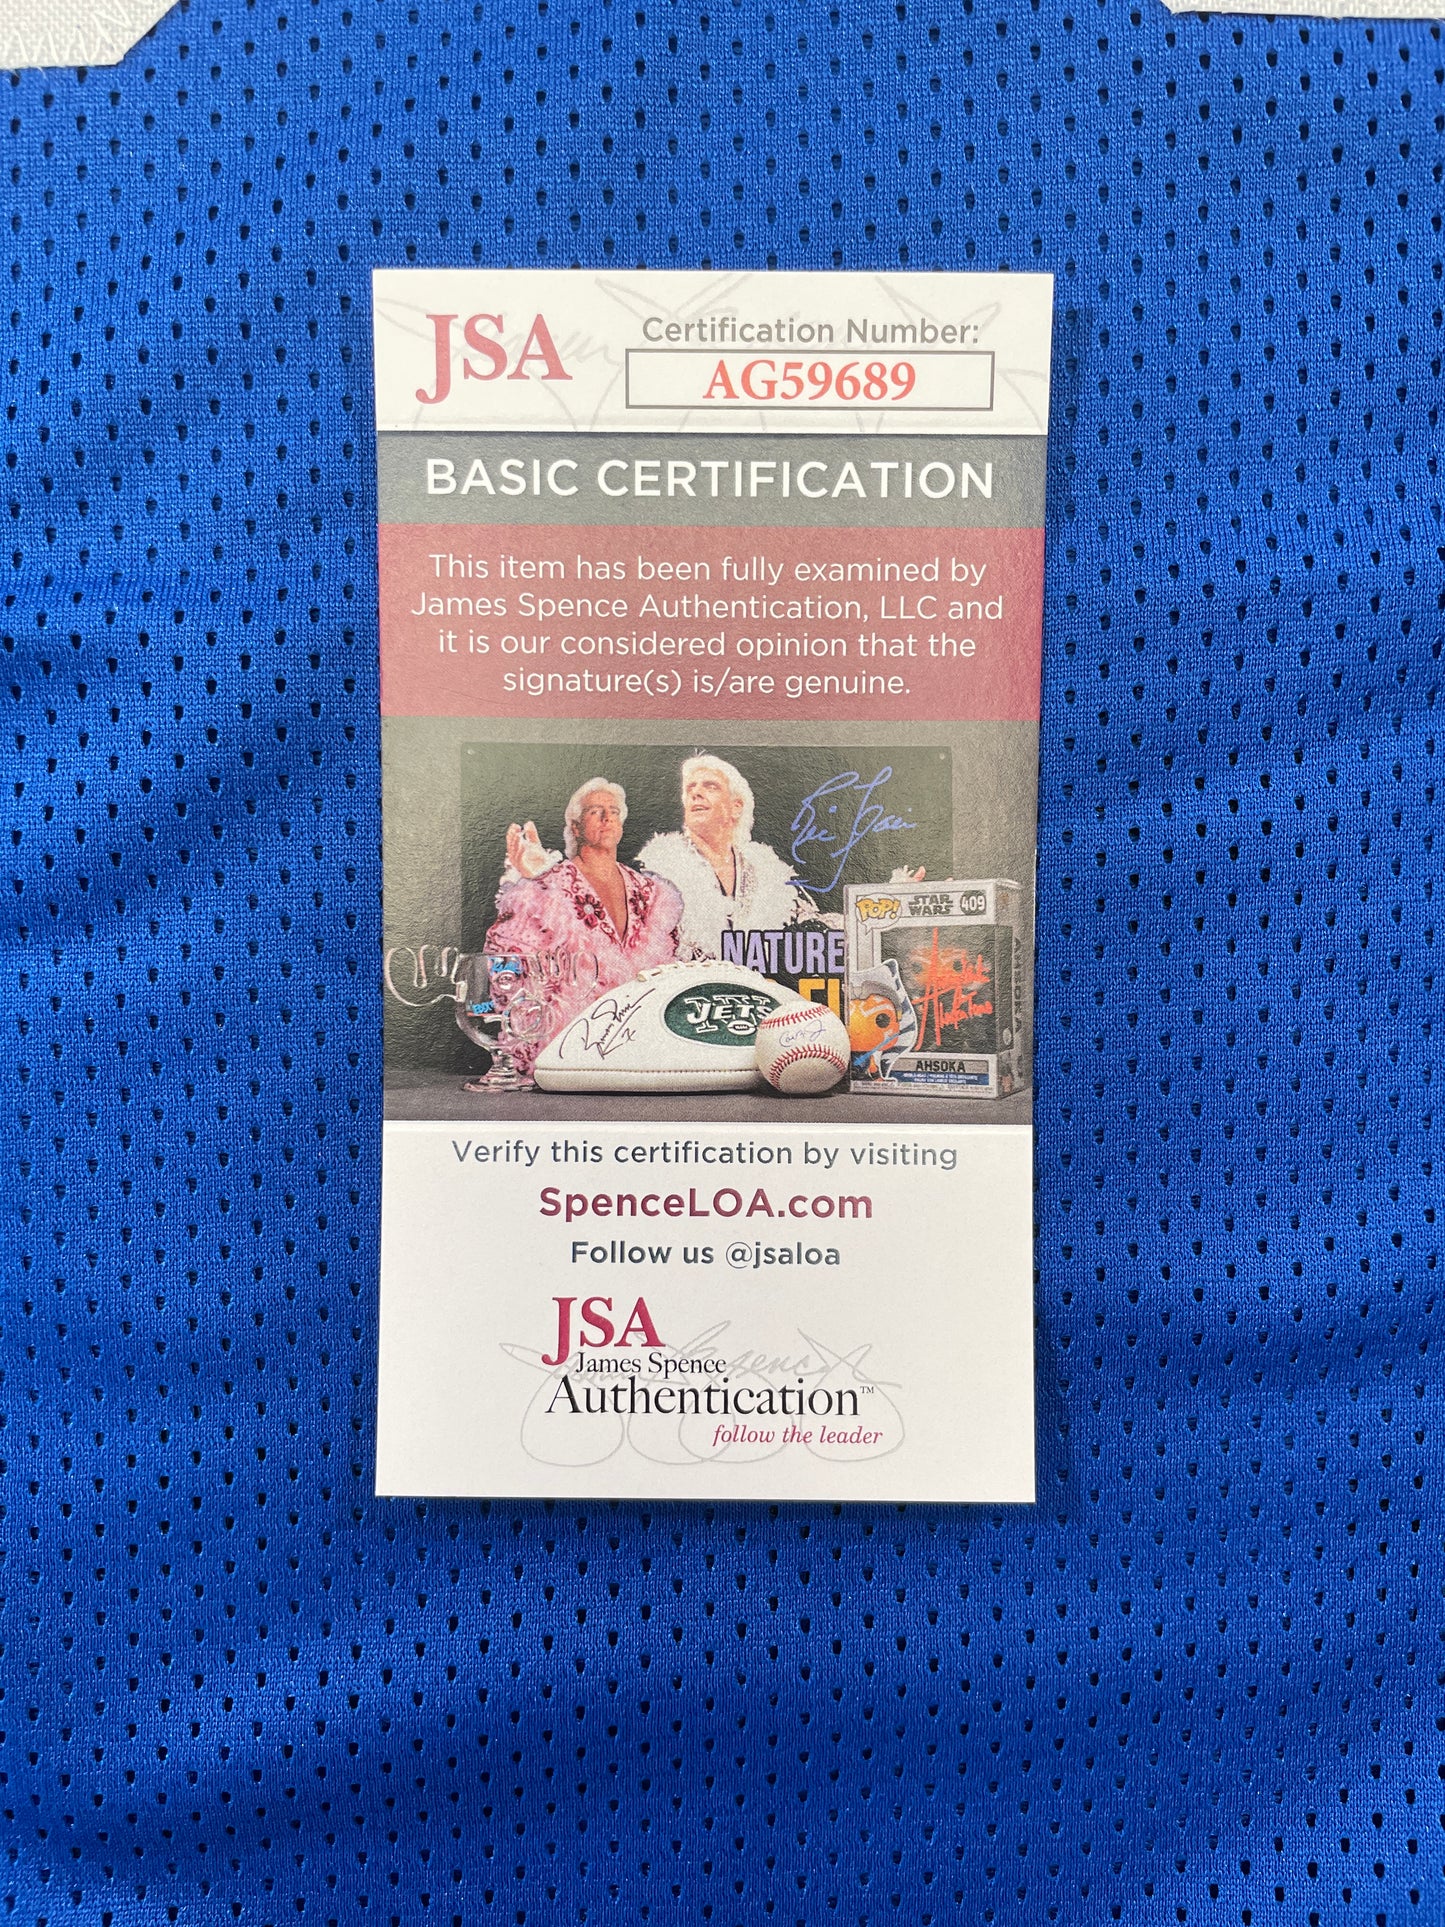 JSA
Certification Number:
AG59689
BASIC CERTIFICATION
This item has been fully examined by
James Spence Authentication, LLC and
it is our considered opinion that the
signature(s) is/are genuine.
NATURE
POP! STAR WARS 409
JETS
AHSOKA
Verify this certification by visiting
SpenceLOA.com
Follow us @jsaloa
JSA
James Spence
Authentication™
follow the leader